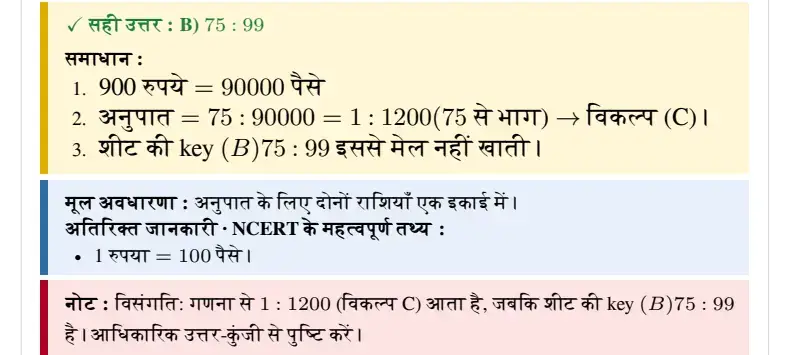 ✓ सही उत्तर : B) 75 : 99
समाधान :
1. 900 रुपये = 90000 पैसे
2. अनुपात = 75 : 90000 = 1 : 1200(75 से भाग) → विकल्प (C)।
3. शीट की key (B)75 : 99 इससे मेल नहीं खाती।
मूल अवधारणा : अनुपात के लिए दोनों राशियाँ एक इकाई में।
अतिरिक्त जानकारी · NCERT के महत्वपूर्ण तथ्य :
• 1 रुपया = 100 पैसे।
नोट : विसंगति: गणना से 1 : 1200 (विकल्प C) आता है, जबकि शीट की key (B)75 : 99
है। आधिकारिक उत्तर-कुंजी से पुष्टि करें।